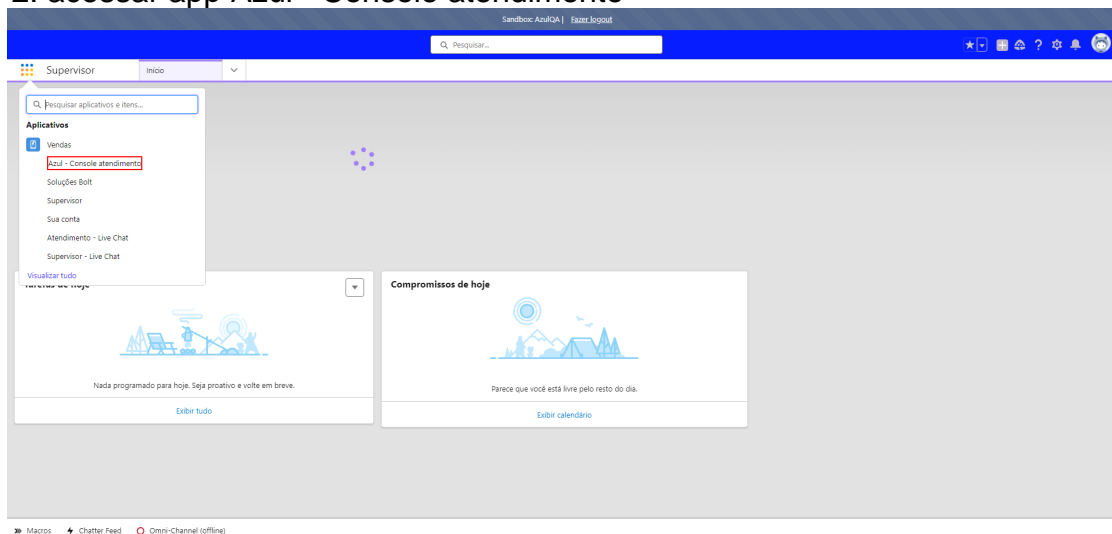 2. acessar app Azul - Console atendimento
Sandbox: AzulQA | Fazer logout
Pesquisar...
Supervisor
Início
Pesquisar aplicativos e itens...
Aplicativos
Vendas
Azul - Console atendimento
Soluções Bolt
Supervisor
Sua conta
Atendimento - Live Chat
Supervisor - Live Chat
Visualizar tudo
Tarefas de hoje
Nada programado para hoje. Seja proativo e volte em breve.
Exibir tudo
Compromissos de hoje
Parece que você está livre pelo resto do dia.
Exibir calendário
Macros
Chatter Feed
Omni-Channel (offline)